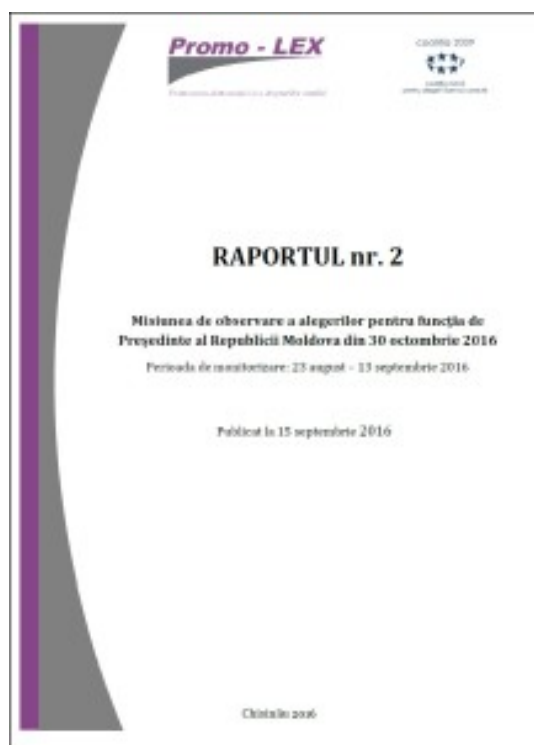 Promo - LEX
RAPORTUL nr. 2
Misiunea de observare a alegerilor pentru funcția de
Președinte al Republicii Moldova din 30 octombrie 2016
Perioada de monitorizare: 23 august – 13 septembrie 2016
Publicat la 15 septembrie 2016
Chișinău 2016